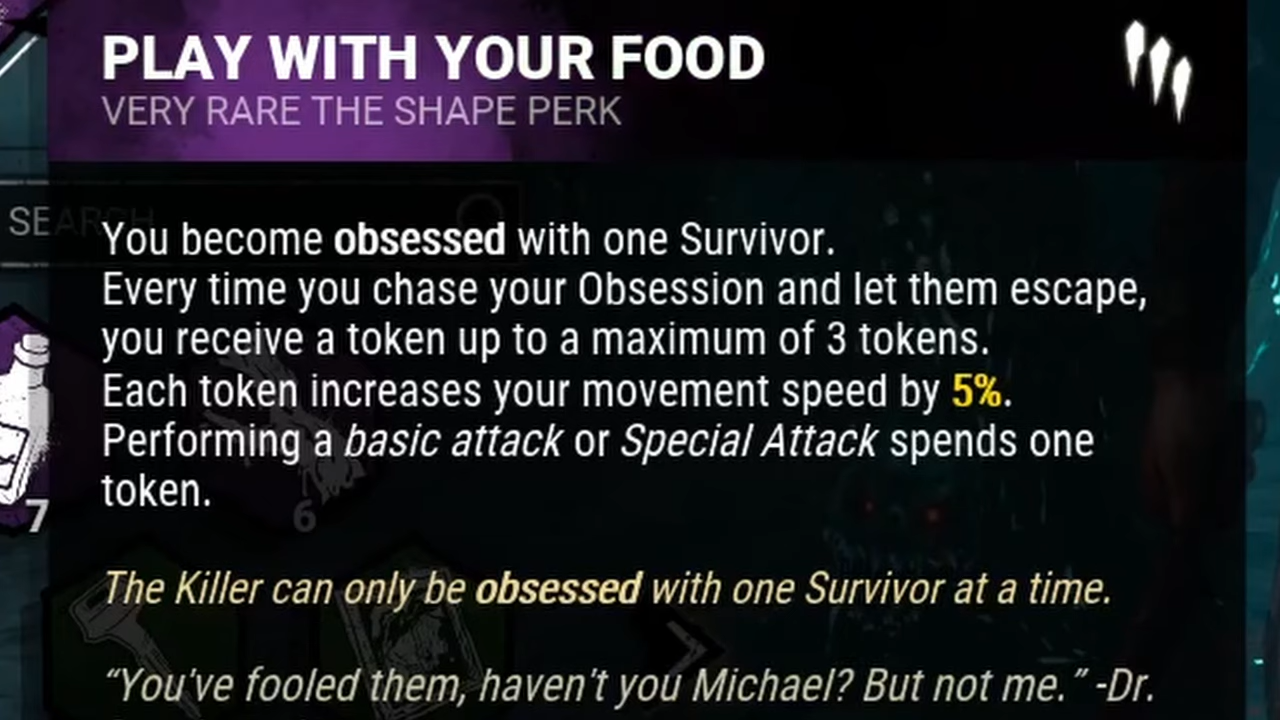 PLAY WITH YOUR FOOD
VERY RARE THE SHAPE PERK
SEARCH
You become obsessed with one Survivor.
Every time you chase your Obsession and let them escape,
you receive a token up to a maximum of 3 tokens.
Each token increases your movement speed by 5%.
Performing a basic attack or Special Attack spends one
token.
7
6
The Killer can only be obsessed with one Survivor at a time.
“You've fooled them, haven't you Michael? But not me.” -Dr.